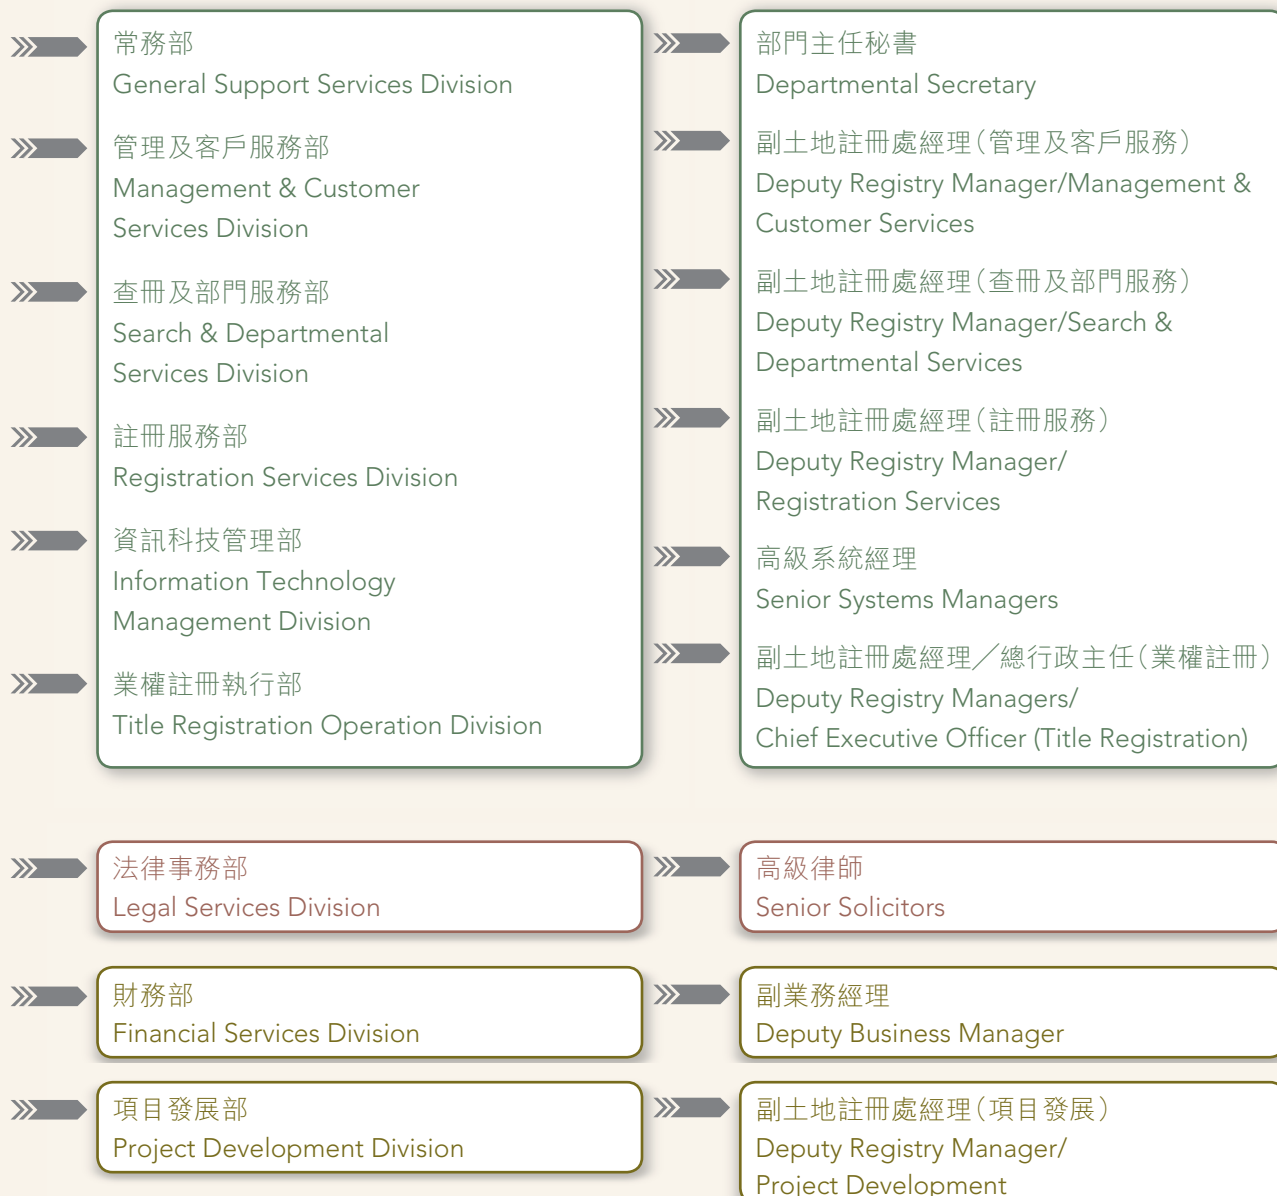 常務部
General Support Services Division
管理及客戶服務部
Management & Customer
Services Division
查冊及部門服務部
Search & Departmental
Services Division
註冊服務部
Registration Services Division
資訊科技管理部
Information Technology
Management Division
業權註冊執行部
Title Registration Operation Division
部門主任秘書
Departmental Secretary
副土地註冊處經理(管理及客戶服務)
Deputy Registry Manager/Management &
Customer Services
副土地註冊處經理(查冊及部門服務)
Deputy Registry Manager/Search &
Departmental Services
副土地註冊處經理(註冊服務)
Deputy Registry Manager/
Registration Services
高級系統經理
Senior Systems Managers
副土地註冊處經理╱總行政主任(業權註冊)
Deputy Registry Managers/
Chief Executive Officer (Title Registration)
法律事務部
Legal Services Division
高級律師
Senior Solicitors
財務部
Financial Services Division
副業務經理
Deputy Business Manager
項目發展部
Project Development Division
副土地註冊處經理(項目發展)
Deputy Registry Manager/
Project Development